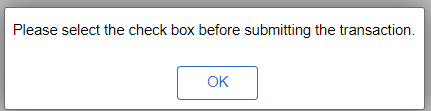 Please select the check box before submitting the transaction.
OK